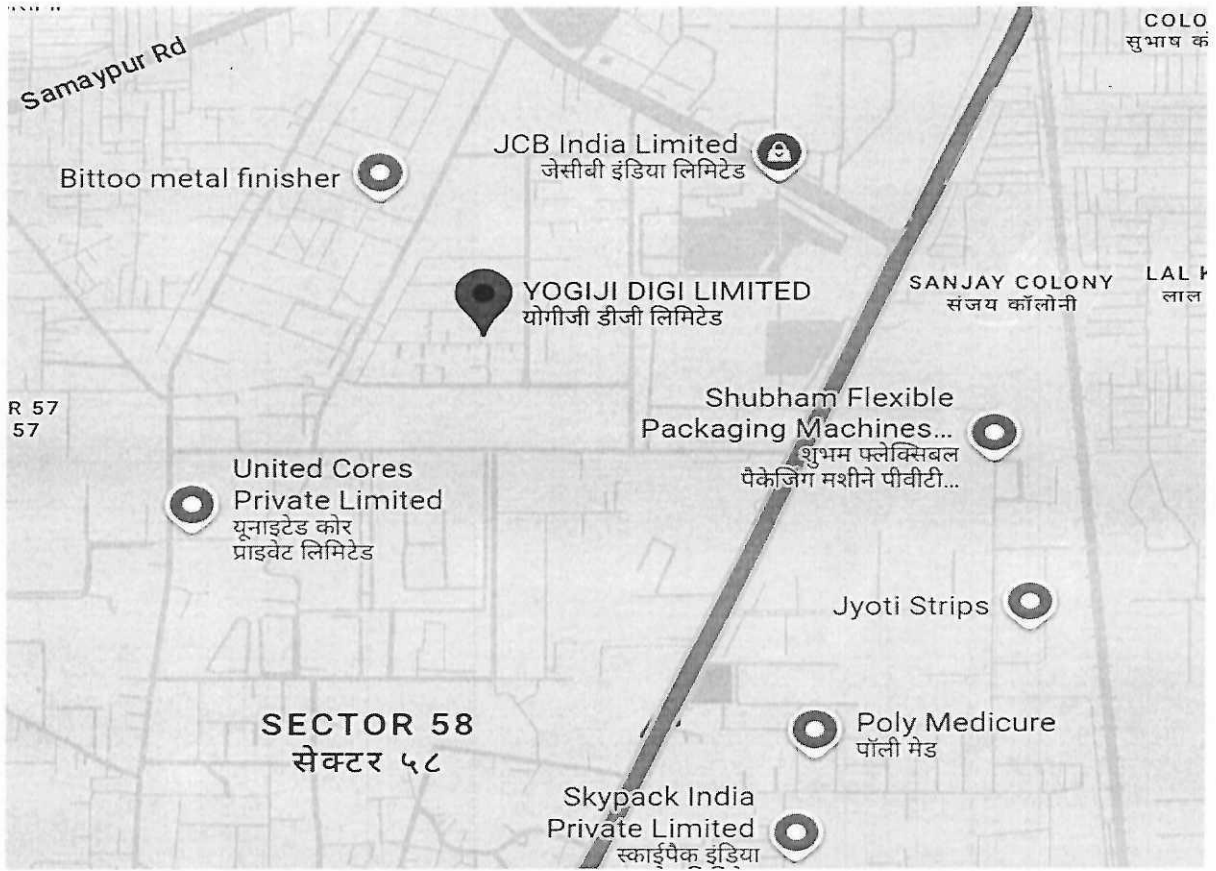 COLO
सुभाष क
Samaypur Rd
JCB India Limited
जेसीबी इंडिया लिमिटेड
Bittoo metal finisher
YOGIJI DIGI LIMITED
योगीजी डीजी लिमिटेड
SANJAY COLONY
संजय कॉलोनी
LAL K
लाल
R 57
57
Shubham Flexible
Packaging Machines...
शुभम फ्लेक्सिबल
पैकेजिंग मशीने पीवीटी...
United Cores
Private Limited
यूनाइटेड कोर
प्राइवेट लिमिटेड
Jyoti Strips
SECTOR 58
सेक्टर ५८
Poly Medicure
पॉली मेड
Skypack India
Private Limited
स्काईपैक इंडिया